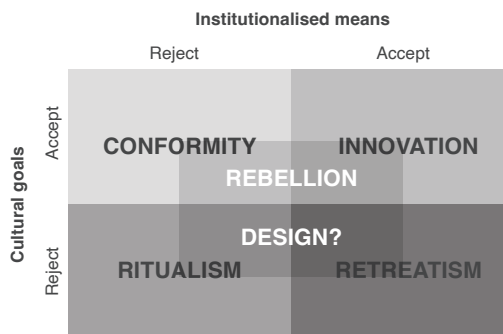 Institutionalised means
Reject Accept
Cultural goals
Accept
CONFORMITY INNOVATION
REBELLION
DESIGN?
Reject
RITUALISM RETREATISM